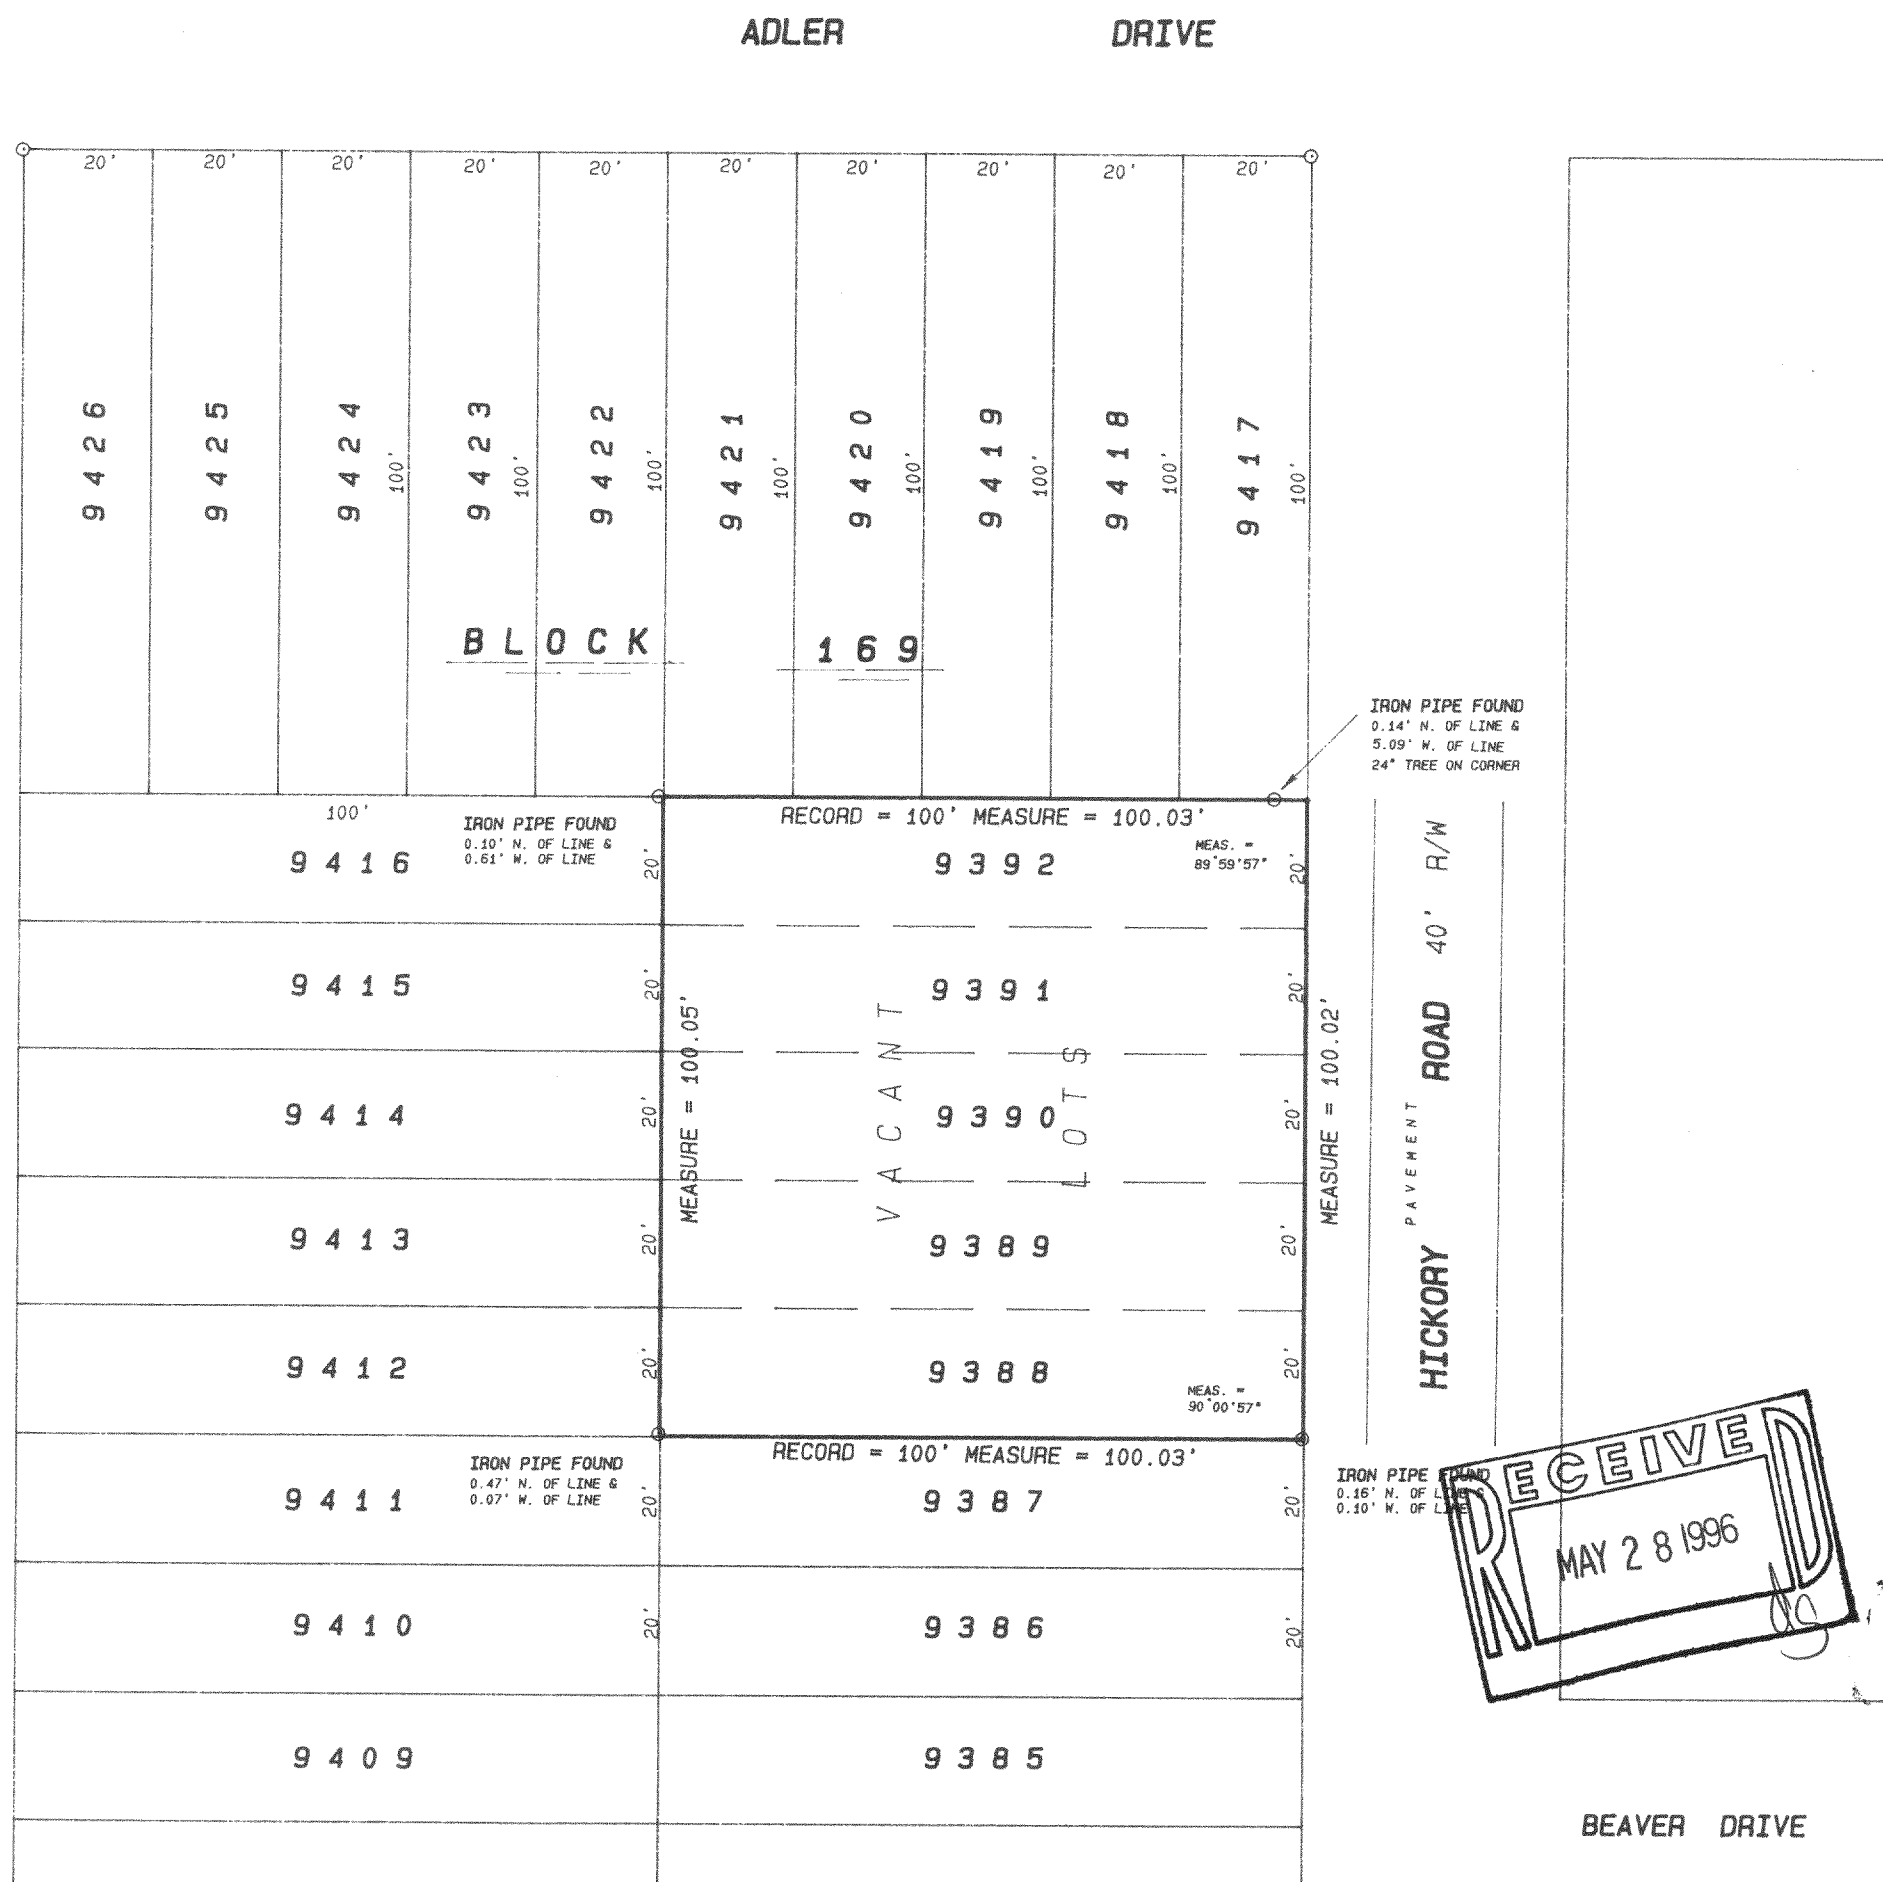 ADLER DRIVE
20' 20' 20' 20' 20' 20' 20' 20' 20' 20'
9426
9425
9424
100'
9423
100'
9422
100'
9421
100'
9420
100'
9419
100'
9418
100'
9417
100'
BLOCK 169
IRON PIPE FOUND
0.14' N. OF LINE &
5.09' W. OF LINE
24" TREE ON CORNER
100'
IRON PIPE FOUND
0.10' N. OF LINE &
0.61' W. OF LINE
RECORD = 100' MEASURE = 100.03'
MEAS. =
89°59'57"
9416 20' 9392 20'
9415 20' 9391 20'
9414 20' 9390 20'
9413 20' 9389 20'
9412 20' 9388 20'
MEASURE = 100.05'
VACANT
LOTS
MEASURE = 100.02'
PAVEMENT
HICKORY ROAD 40' R/W
MEAS. =
90°00'57"
RECORD = 100' MEASURE = 100.03'
IRON PIPE FOUND
0.47' N. OF LINE &
0.07' W. OF LINE
IRON PIPE FOUND
0.16' N. OF LINE &
0.10' W. OF LINE
RECEIVED
MAY 28 1996
9411 20' 9387 20'
9410 20' 9386 20'
9409 9385
BEAVER DRIVE